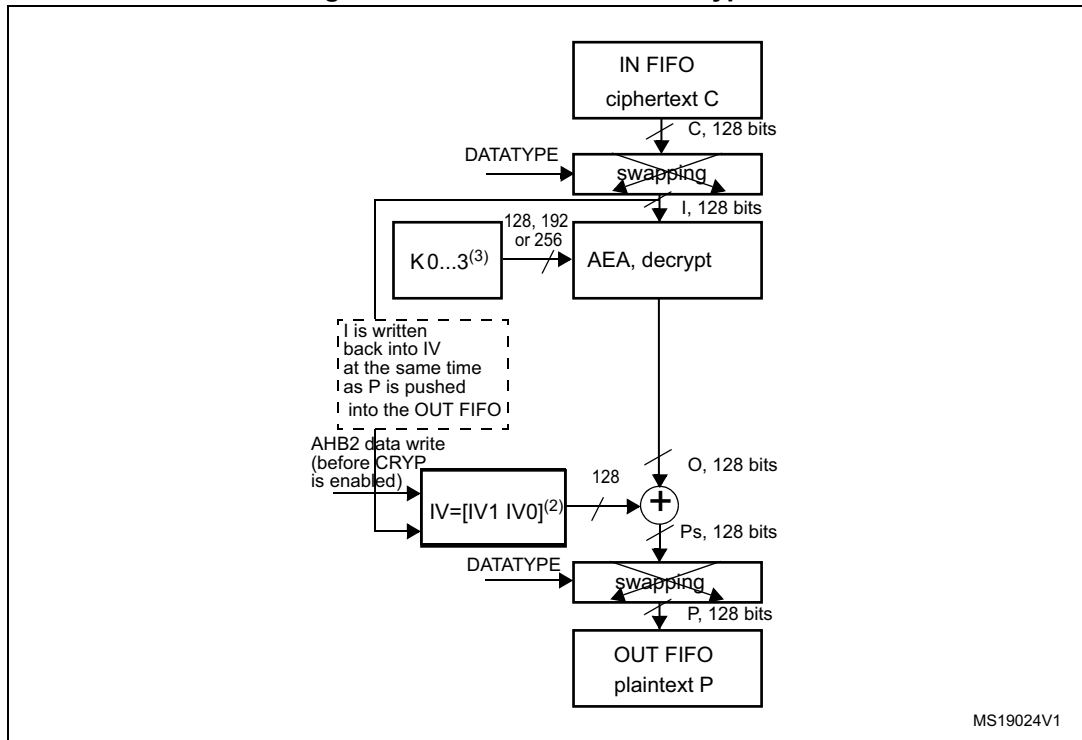 IN FIFO
ciphertext C
C, 128 bits
DATATYPE
swapping
I, 128 bits
128, 192
or 256
K 0...3(3)
AEA, decrypt
I is written
back into IV
at the same time
as P is pushed
into the OUT FIFO
AHB2 data write
(before CRYP
is enabled)
IV=[IV1 IV0](2)
128
O, 128 bits
+
Ps, 128 bits
DATATYPE
swapping
P, 128 bits
OUT FIFO
plaintext P
MS19024V1